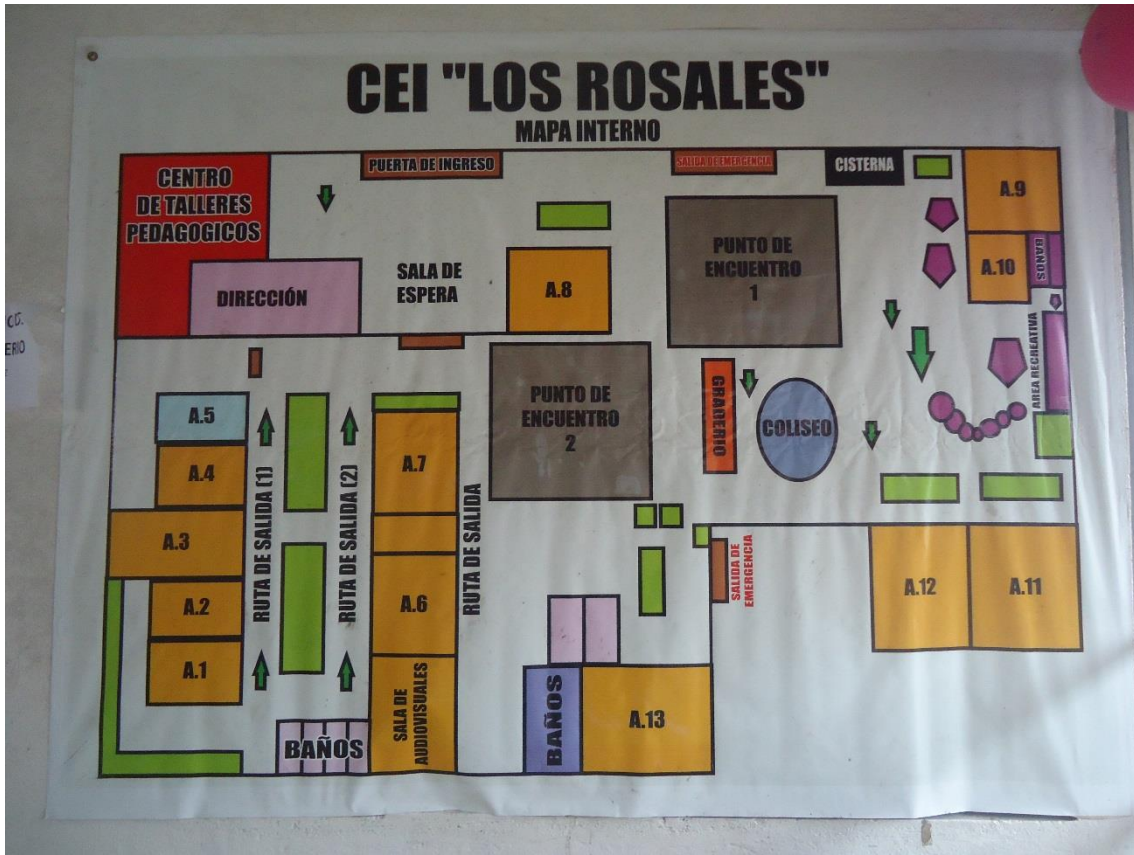 CEI "LOS ROSALES"
MAPA INTERNO
CENTRO
DE TALLERES
PEDAGOGICOS
PUERTA DE INGRESO
SALIDA DE EMERGENCIA
CISTERNA
A.9
A.10
BAÑOS
DIRECCIÓN
SALA DE
ESPERA
A.8
PUNTO DE
ENCUENTRO
1
AREA RECREATIVA
A.5
A.4
A.3
A.2
A.1
RUTA DE SALIDA (1)
RUTA DE SALIDA (2)
A.7
A.6
SALA DE
AUDIOVISUALES
RUTA DE SALIDA
PUNTO DE
ENCUENTRO
2
GRADERIO
COLISEO
SALIDA DE
EMERGENCIA
A.12
A.11
BAÑOS
BAÑOS
A.13
CO.
ERIO